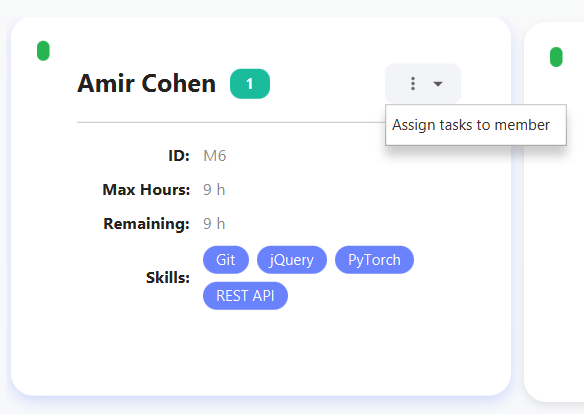 Amir Cohen 1
Assign tasks to member
ID: M6
Max Hours: 9 h
Remaining: 9 h
Skills: Git jQuery PyTorch
REST API